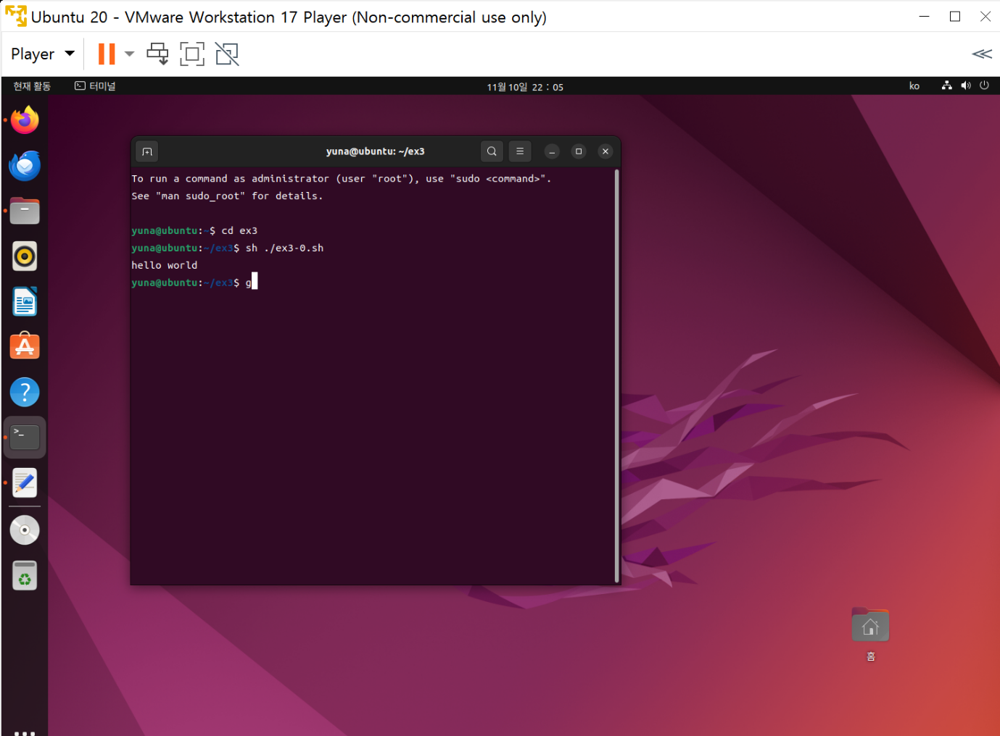 Ubuntu 20 - VMware Workstation 17 Player (Non-commercial use only)
Player
현재 활동
터미널
11월 10일 22 : 05
ko
yuna@ubuntu: ~/ex3
To run a command as administrator (user "root"), use "sudo <command>".
See "man sudo_root" for details.
yuna@ubuntu:~$ cd ex3
yuna@ubuntu:~/ex3$ sh ./ex3-0.sh
hello world
yuna@ubuntu:~/ex3$ g
홈